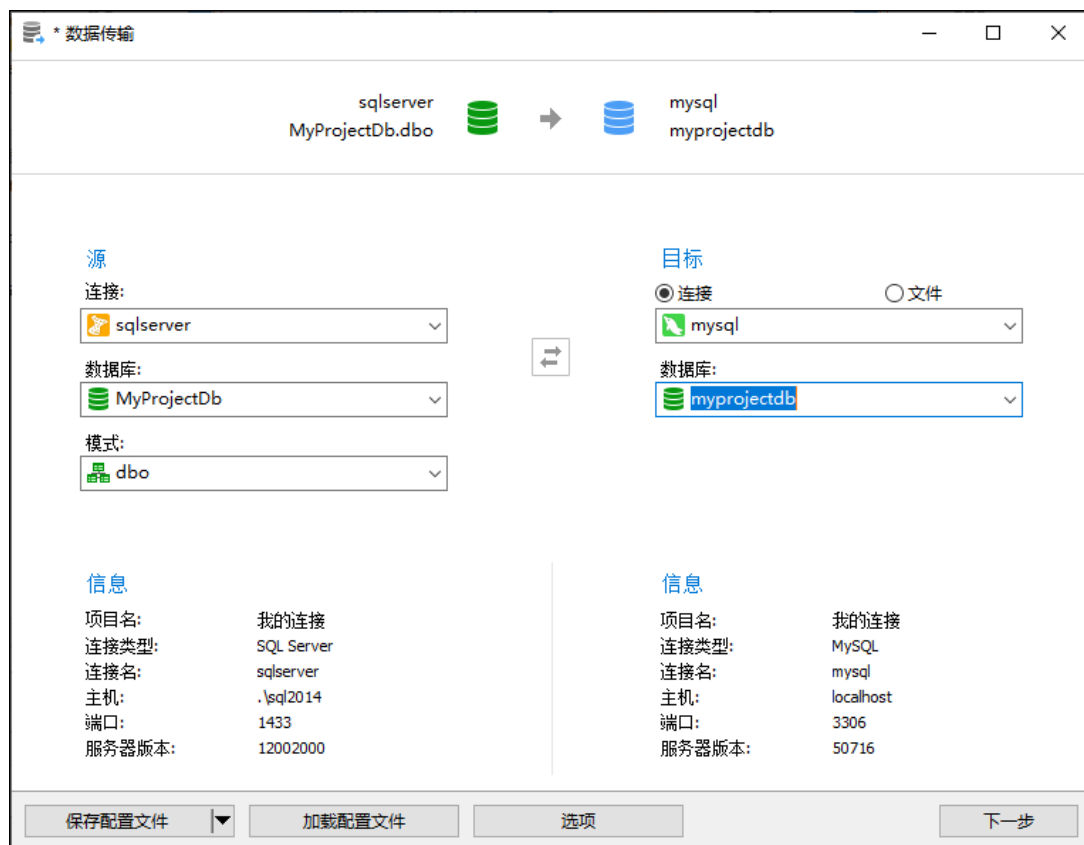 * 数据传输
sqlserver
MyProjectDb.dbo
mysql
myprojectdb
源
连接:
sqlserver
数据库:
MyProjectDb
模式:
dbo
目标
连接 文件
mysql
数据库:
myprojectdb
信息
项目名: 我的连接
连接类型: SQL Server
连接名: sqlserver
主机: .\sql2014
端口: 1433
服务器版本: 12002000
信息
项目名: 我的连接
连接类型: MySQL
连接名: mysql
主机: localhost
端口: 3306
服务器版本: 50716
保存配置文件 加载配置文件 选项 下一步